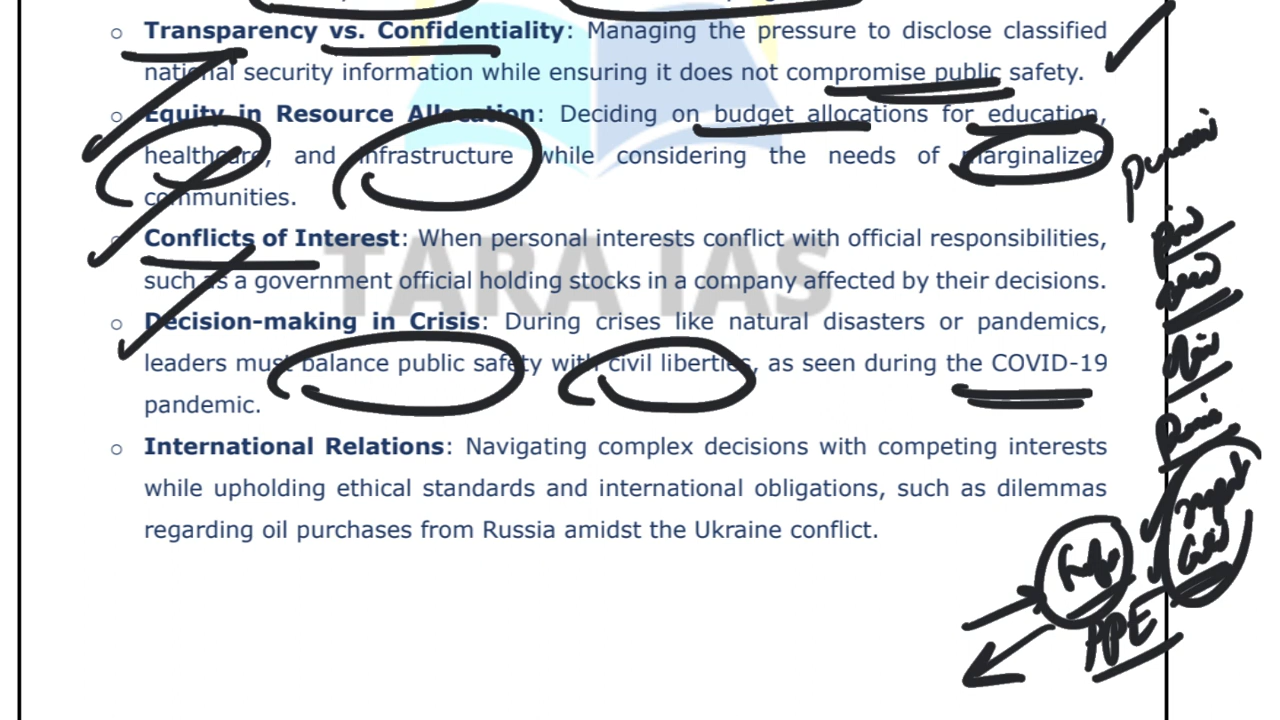 ○ Transparency vs. Confidentiality: Managing the pressure to disclose classified
national security information while ensuring it does not compromise public safety.
○ Equity in Resource Allocation: Deciding on budget allocations for education,
healthcare, and infrastructure while considering the needs of marginalized
communities.
○ Conflicts of Interest: When personal interests conflict with official responsibilities,
such as a government official holding stocks in a company affected by their decisions.
TARA IAS
○ Decision-making in Crisis: During crises like natural disasters or pandemics,
leaders must balance public safety with civil liberties, as seen during the COVID-19
pandemic.
○ International Relations: Navigating complex decisions with competing interests
while upholding ethical standards and international obligations, such as dilemmas
regarding oil purchases from Russia amidst the Ukraine conflict.
PPE